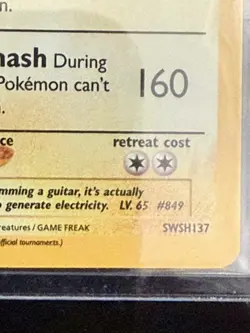 n.
mash During
Pokémon can't 160
n.
ce retreat cost
mming a guitar, it's actually
generate electricity. LV. 65 #849
reatures / GAME FREAK SWSH137
fficial tournaments.)